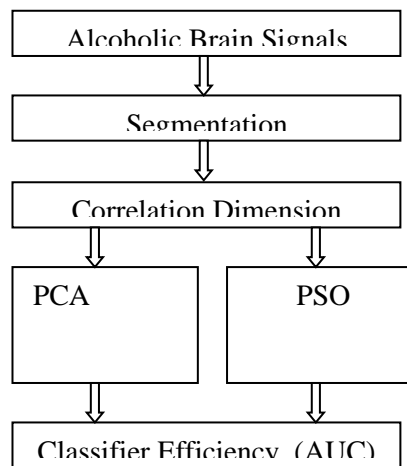 Alcoholic Brain Signals
Segmentation
Correlation Dimension
PCA
PSO
Classifier Efficiency (AUC)